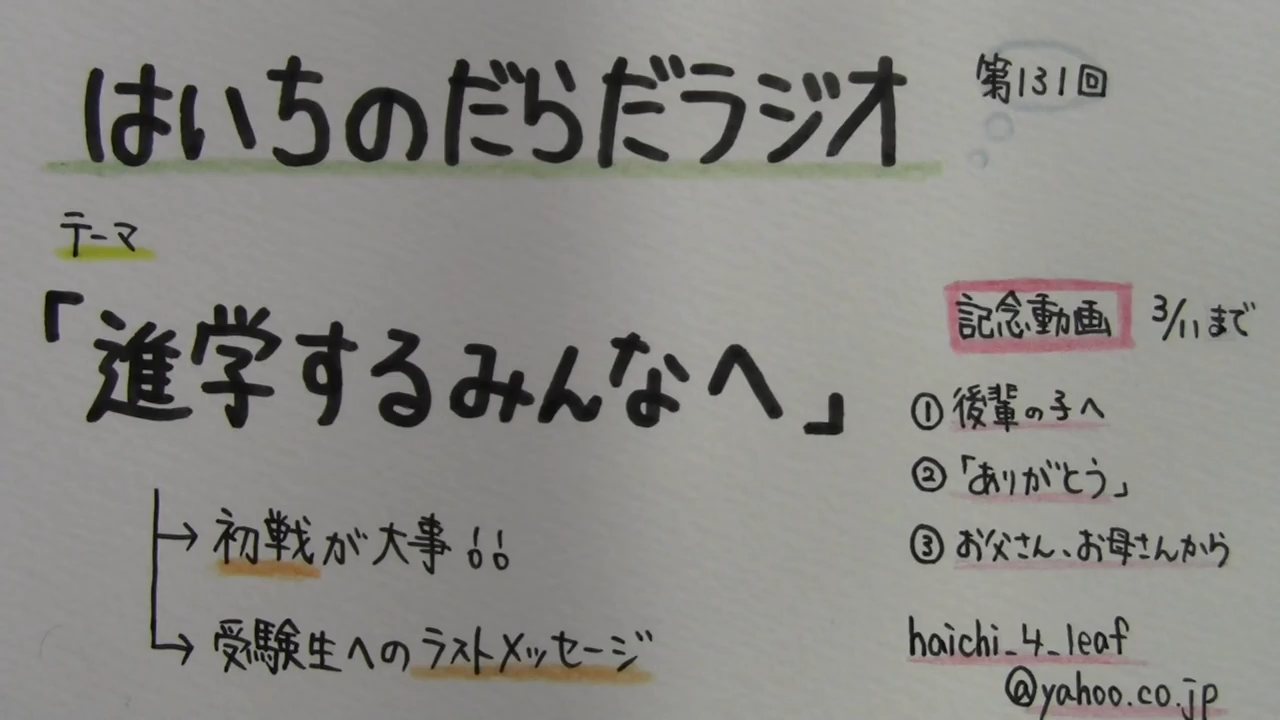 はいちのだらだラジオ
第131回
テーマ
「進学するみんなへ」
初戦が大事!!
受験生へのラストメッセージ
記念動画 3/11まで
①後輩の子へ
②「ありがとう」
③お父さん、お母さんから
haichi_4_leaf
@yahoo.co.jp